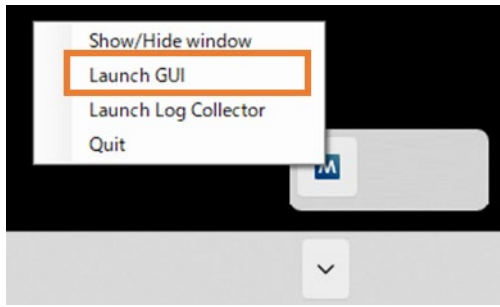 Show/Hide window
Launch GUI
Launch Log Collector
Quit
M